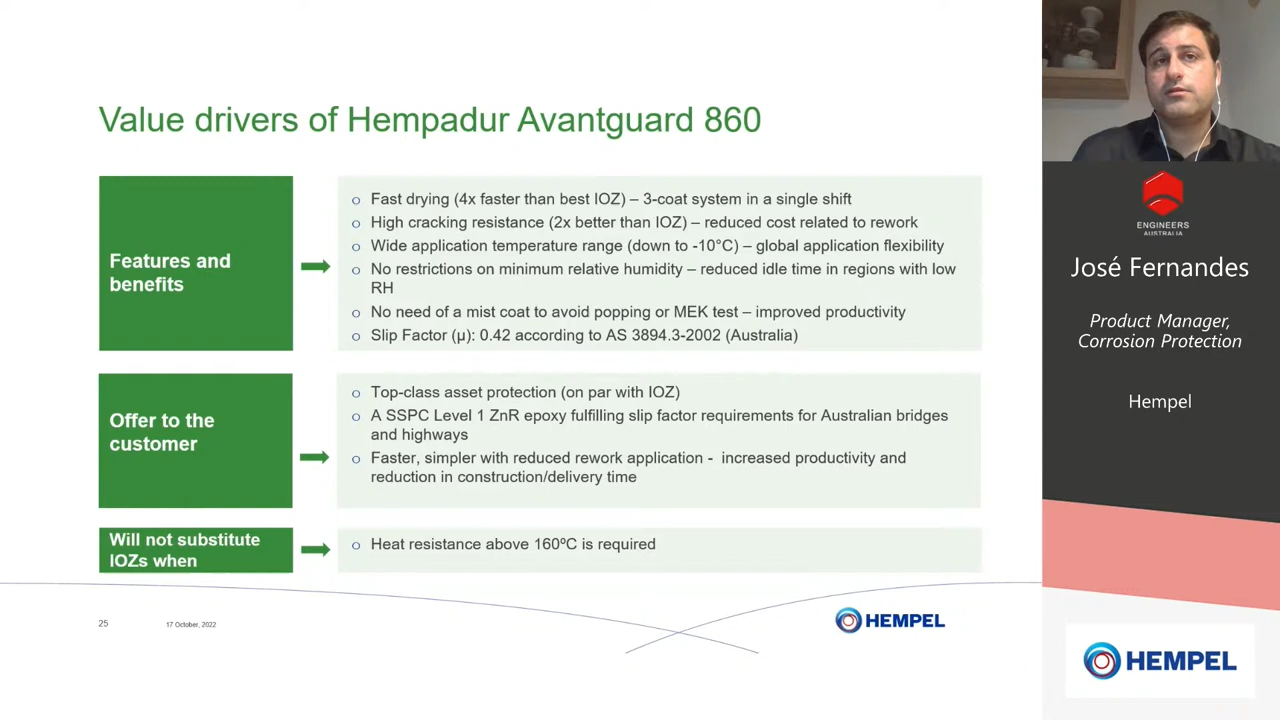 Value drivers of Hempadur Avantguard 860
Features and
benefits
o Fast drying (4x faster than best IOZ) – 3-coat system in a single shift
o High cracking resistance (2x better than IOZ) – reduced cost related to rework
o Wide application temperature range (down to -10°C) – global application flexibility
o No restrictions on minimum relative humidity – reduced idle time in regions with low
RH
o No need of a mist coat to avoid popping or MEK test – improved productivity
o Slip Factor (μ): 0.42 according to AS 3894.3-2002 (Australia)
Offer to the
customer
o Top-class asset protection (on par with IOZ)
o A SSPC Level 1 ZnR epoxy fulfilling slip factor requirements for Australian bridges
and highways
o Faster, simpler with reduced rework application - increased productivity and
reduction in construction/delivery time
Will not substitute
IOZs when
o Heat resistance above 160ºC is required
25
17 October, 2022
HEMPEL
ENGINEERS
AUSTRALIA
José Fernandes
Product Manager,
Corrosion Protection
Hempel
HEMPEL